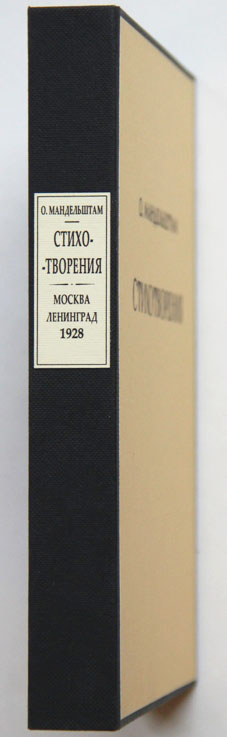 О. МАНДЕЛЬШТАМ
СТИХО-
-ТВОРЕНИЯ
МОСКВА
ЛЕНИНГРАД
1928
О. МАНДЕЛЬШТАМ
СТИХОТВОРЕНИЯ